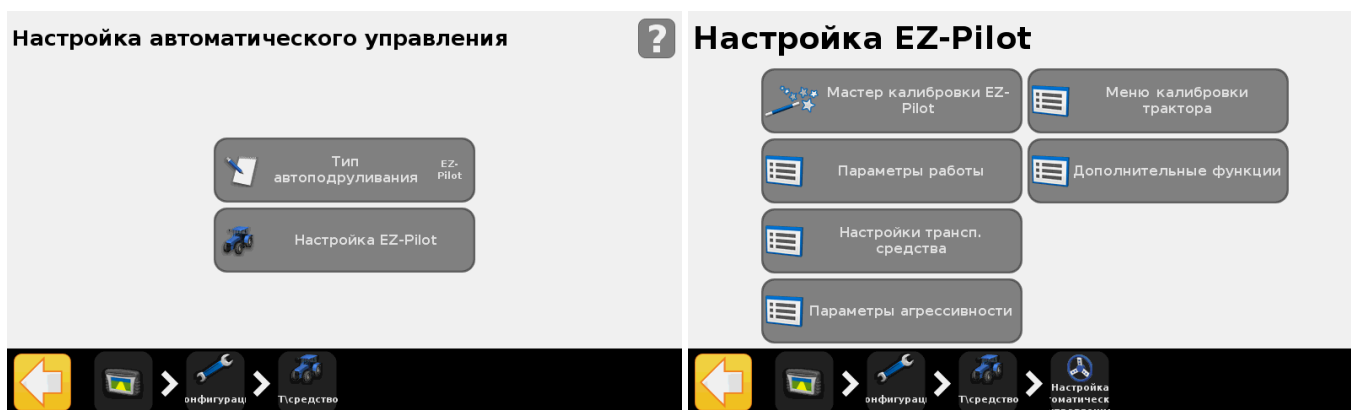 Настройка автоматического управления
?
Тип
автоподруливания
EZ-
Pilot
Настройка EZ-Pilot
онфигурац
Т\средство
Настройка EZ-Pilot
Мастер калибровки EZ-
Pilot
Меню калибровки
трактора
Параметры работы
Дополнительные функции
Настройки трансп.
средства
Параметры агрессивности
онфигурац
Т\средство
Настройка
оматическ